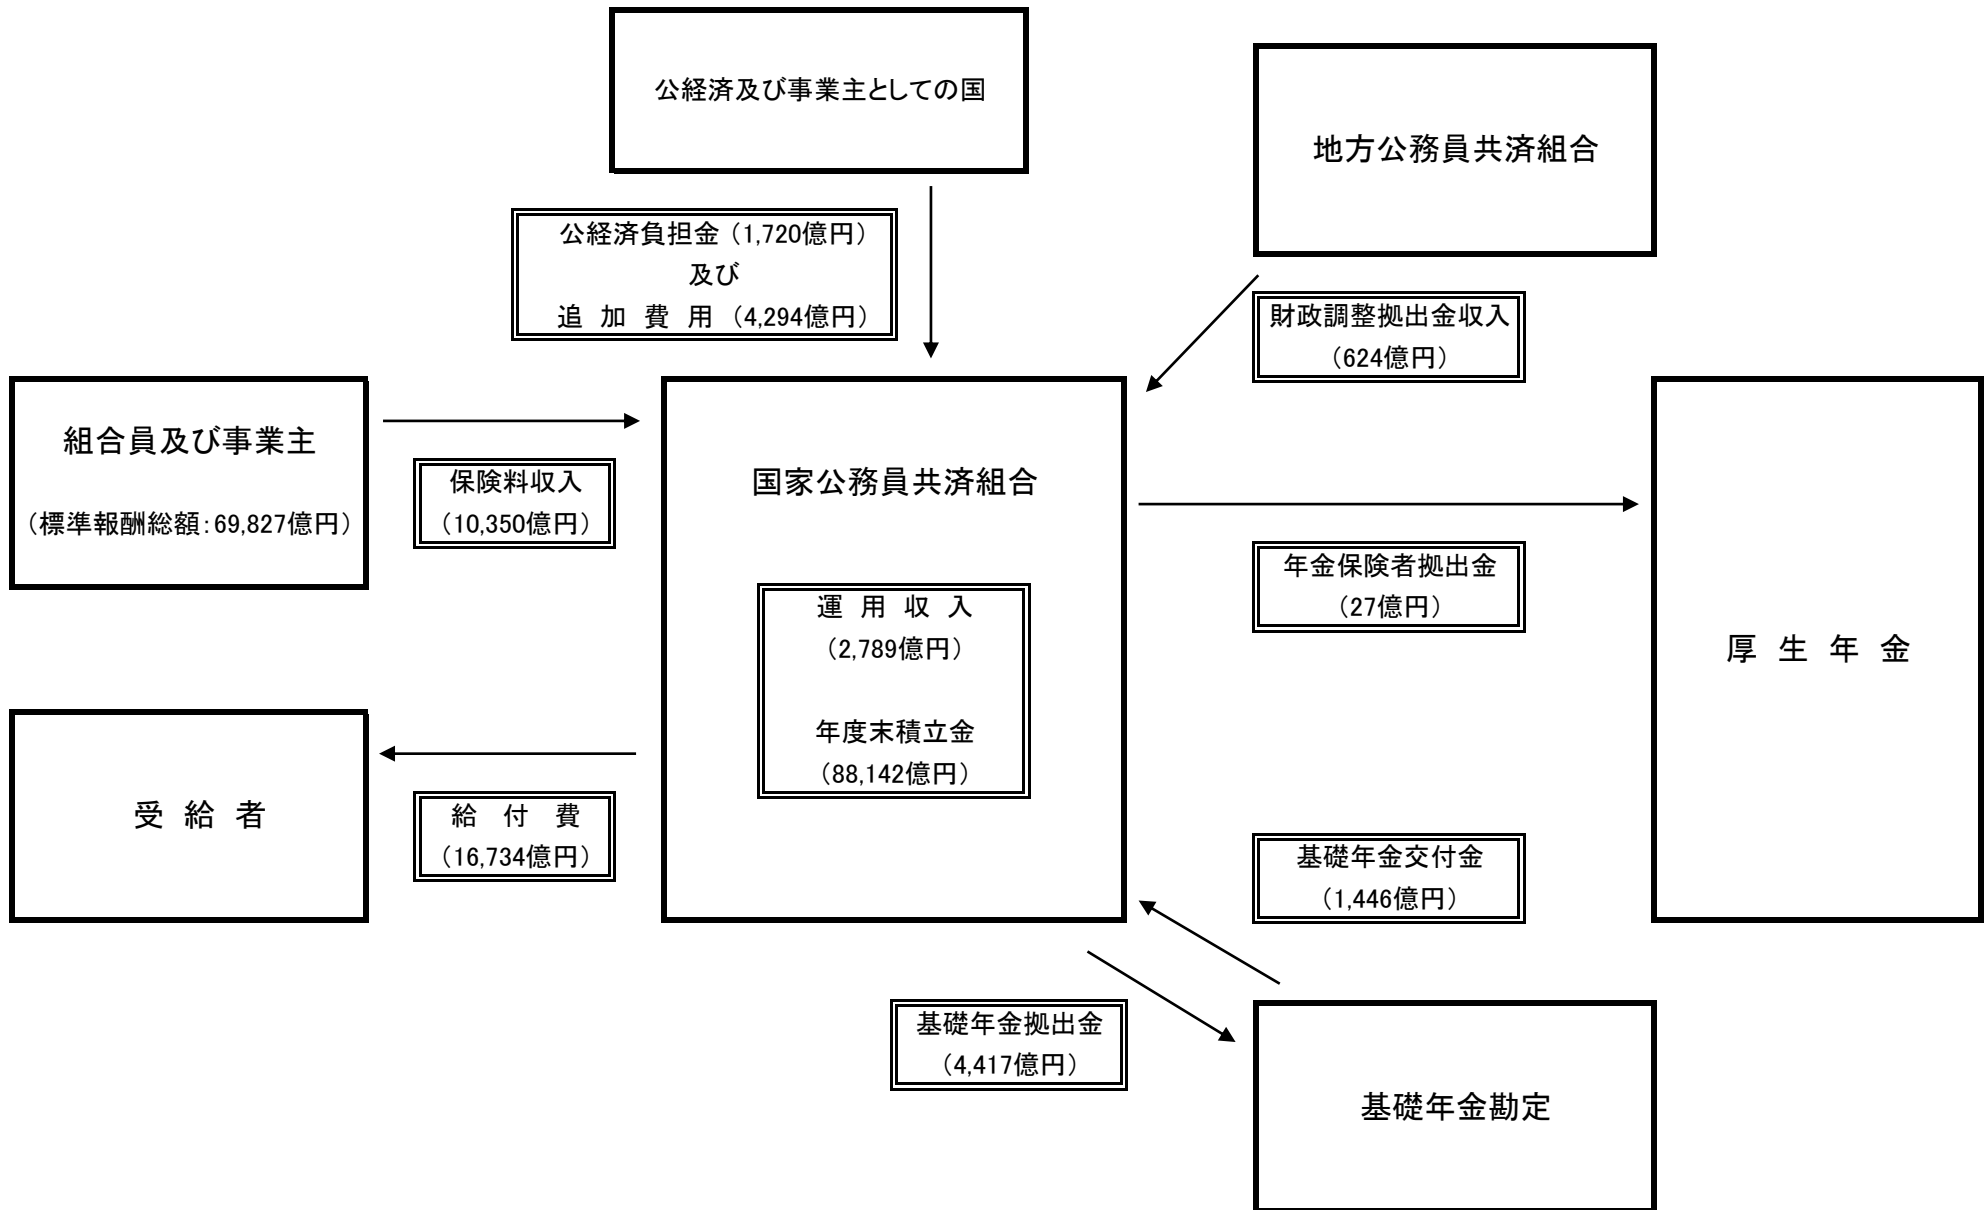 公経済及び事業主としての国
地方公務員共済組合
公経済負担金（1,720億円）
及び
追　加　費　用　（4,294億円）
財政調整拠出金収入
（624億円）
組合員及び事業主
（標準報酬総額：69,827億円）
保険料収入
（10,350億円）
国家公務員共済組合
年金保険者拠出金
（27億円）
運　用　収　入
（2,789億円）
年度末積立金
（88,142億円）
厚　生　年　金
受　給　者
給　付　費
（16,734億円）
基礎年金交付金
（1,446億円）
基礎年金拠出金
（4,417億円）
基礎年金勘定